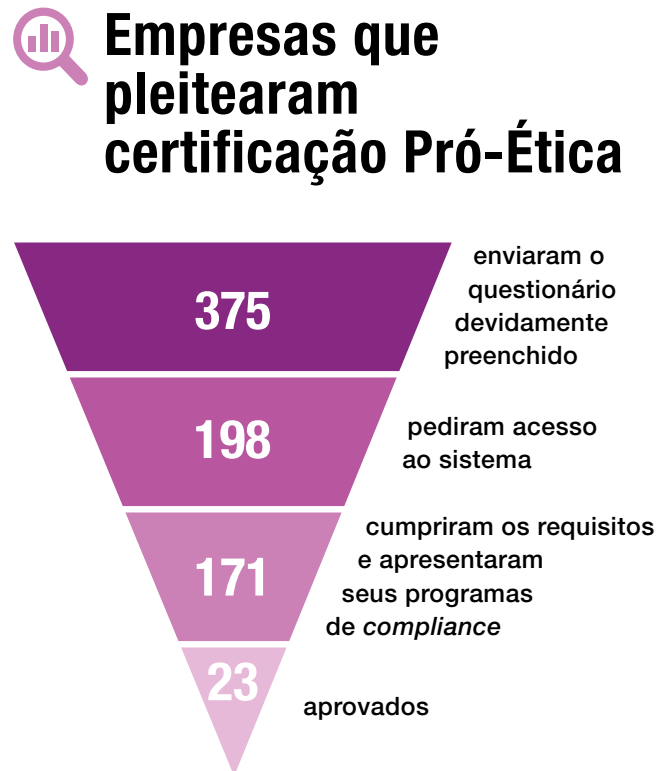 Empresas que
pleitearam
certificação Pró-Ética
375
enviaram o
questionário
devidamente
preenchido
198
pediram acesso
ao sistema
171
cumpriram os requisitos
e apresentaram
seus programas
de compliance
23
aprovados